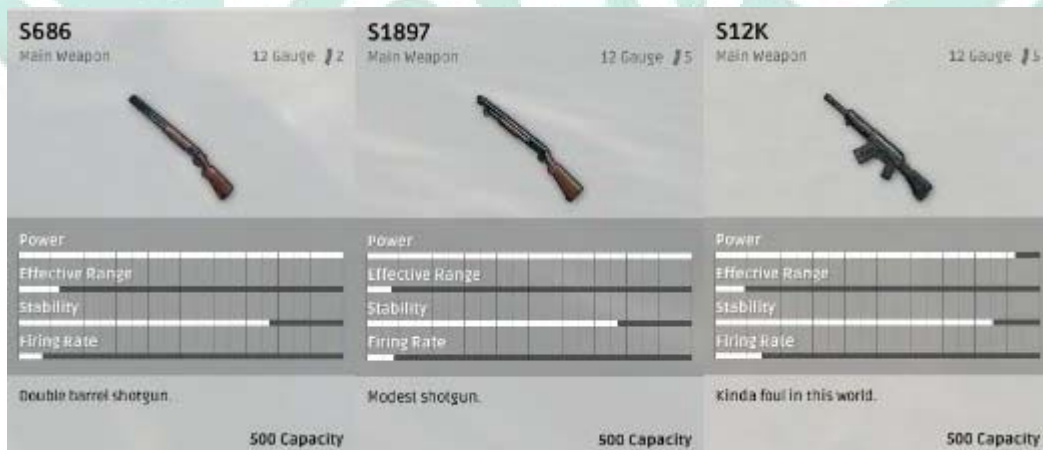 S686
Main Weapon 12 Gauge 2
Power
Effective Range
Stability
Firing Rate
Double barrel shotgun.
500 Capacity
S1897
Main Weapon 12 Gauge 5
Power
Effective Range
Stability
Firing Rate
Modest shotgun.
500 Capacity
S12K
Main Weapon 12 Gauge 5
Power
Effective Range
Stability
Firing Rate
Kinda foul in this world.
500 Capacity